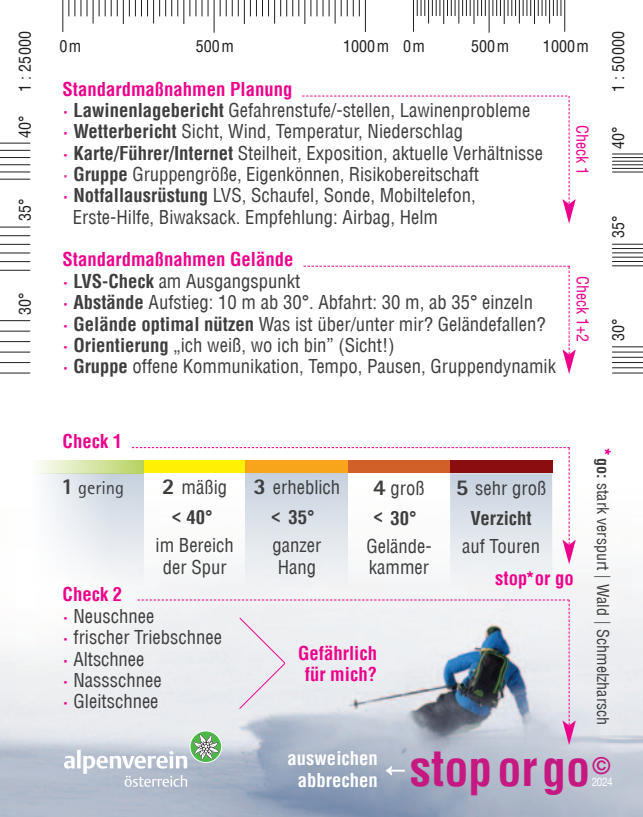 0 m 500 m 1000 m 0 m 500 m 1000 m
1 : 25000
40°
35°
30°
1 : 50000
40°
35°
30°
Standardmaßnahmen Planung
· Lawinenlagebericht Gefahrenstufe/-stellen, Lawinenprobleme
· Wetterbericht Sicht, Wind, Temperatur, Niederschlag
· Karte/Führer/Internet Steilheit, Exposition, aktuelle Verhältnisse
· Gruppe Gruppengröße, Eigenkönnen, Risikobereitschaft
· Notfallausrüstung LVS, Schaufel, Sonde, Mobiltelefon,
Erste-Hilfe, Biwaksack. Empfehlung: Airbag, Helm
Check 1
Standardmaßnahmen Gelände
· LVS-Check am Ausgangspunkt
· Abstände Aufstieg: 10 m ab 30°. Abfahrt: 30 m, ab 35° einzeln
· Gelände optimal nützen Was ist über/unter mir? Geländefallen?
· Orientierung „ich weiß, wo ich bin” (Sicht!)
· Gruppe offene Kommunikation, Tempo, Pausen, Gruppendynamik
Check 1+2
Check 1
1 gering 2 mäßig 3 erheblich 4 groß 5 sehr groß
< 40° < 35° < 30° Verzicht
im Bereich ganzer Gelände- auf Touren
der Spur Hang kammer
stop*or go
* go: stark verspurt | Wald | Schmelzharsch
Check 2
· Neuschnee
· frischer Triebschnee
· Altschnee
· Nassschnee
· Gleitschnee
Gefährlich
für mich?
alpenverein
österreich
ausweichen
abbrechen
← stop or go©
2024